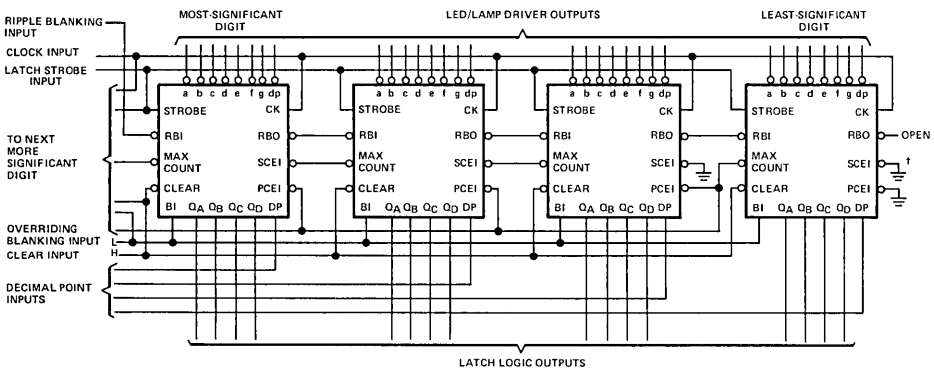 MOST-SIGNIFICANT DIGIT
LED/LAMP DRIVER OUTPUTS
LEAST-SIGNIFICANT DIGIT
RIPPLE BLANKING INPUT
CLOCK INPUT
LATCH STROBE INPUT
a b c d e f g dp
a b c d e f g dp
a b c d e f g dp
a b c d e f g dp
STROBE CK
STROBE CK
STROBE CK
STROBE CK
RBI RBO
RBI RBO
RBI RBO
RBI RBO OPEN
TO NEXT MORE SIGNIFICANT DIGIT
MAX COUNT SCEI
MAX COUNT SCEI
MAX COUNT SCEI
MAX COUNT SCEI †
CLEAR PCEI
CLEAR PCEI
CLEAR PCEI
CLEAR PCEI
BI QA QB QC QD DP
BI QA QB QC QD DP
BI QA QB QC QD DP
BI QA QB QC QD DP
OVERRIDING BLANKING INPUT L
H
CLEAR INPUT
DECIMAL POINT INPUTS
LATCH LOGIC OUTPUTS